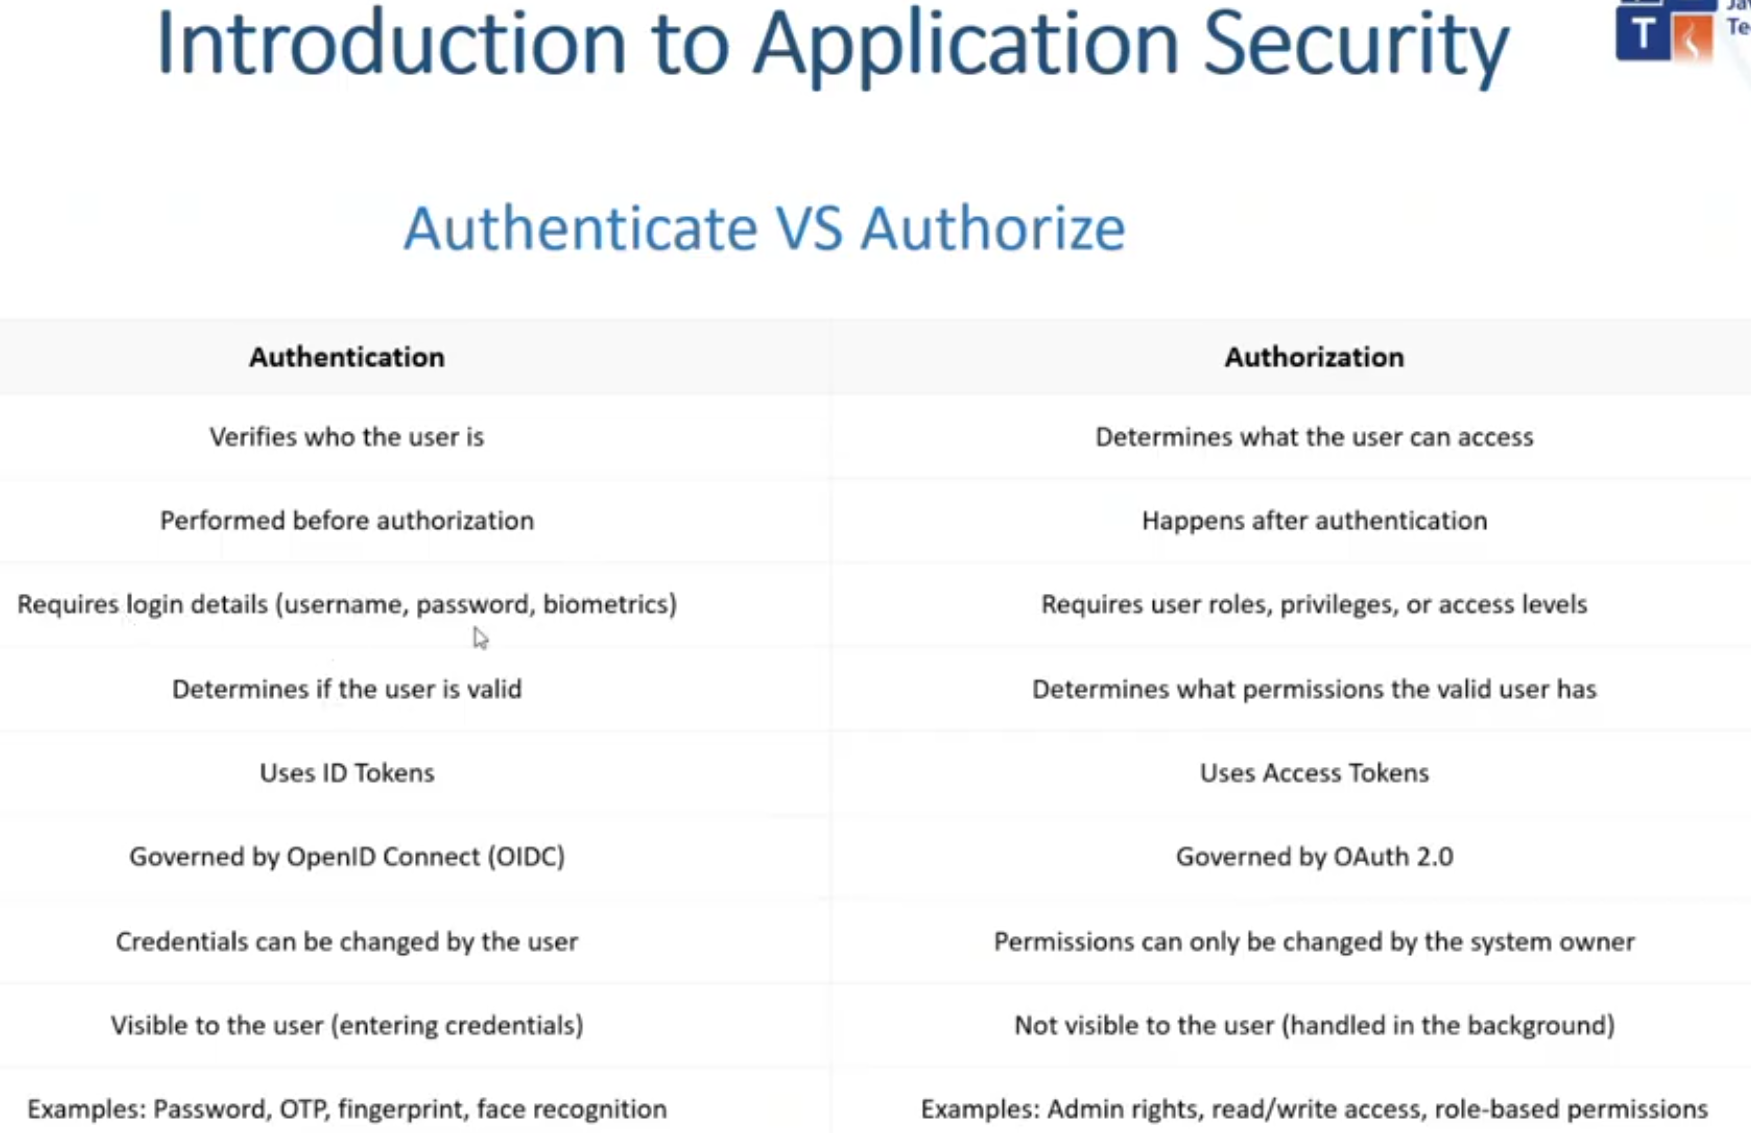 Introduction to Application Security
T
Authenticate VS Authorize
Authentication
Authorization
Verifies who the user is
Determines what the user can access
Performed before authorization
Happens after authentication
Requires login details (username, password, biometrics)
Requires user roles, privileges, or access levels
Determines if the user is valid
Determines what permissions the valid user has
Uses ID Tokens
Uses Access Tokens
Governed by OpenID Connect (OIDC)
Governed by OAuth 2.0
Credentials can be changed by the user
Permissions can only be changed by the system owner
Visible to the user (entering credentials)
Not visible to the user (handled in the background)
Examples: Password, OTP, fingerprint, face recognition
Examples: Admin rights, read/write access, role-based permissions